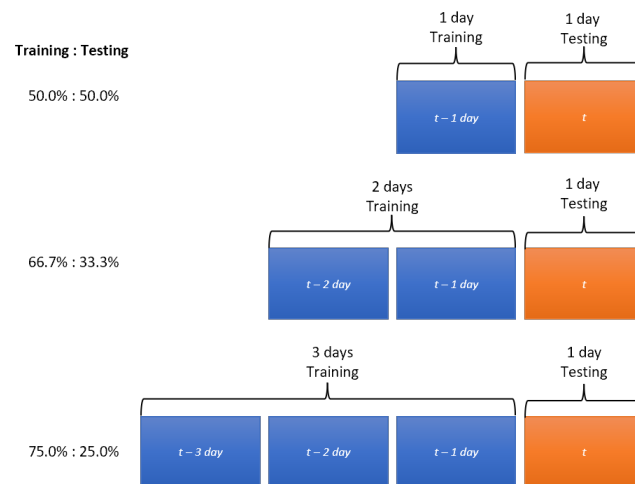 Training : Testing
1 day
Training
1 day
Testing
50.0% : 50.0%
t – 1 day
t
2 days
Training
1 day
Testing
66.7% : 33.3%
t – 2 day
t – 1 day
t
3 days
Training
1 day
Testing
75.0% : 25.0%
t – 3 day
t – 2 day
t – 1 day
t